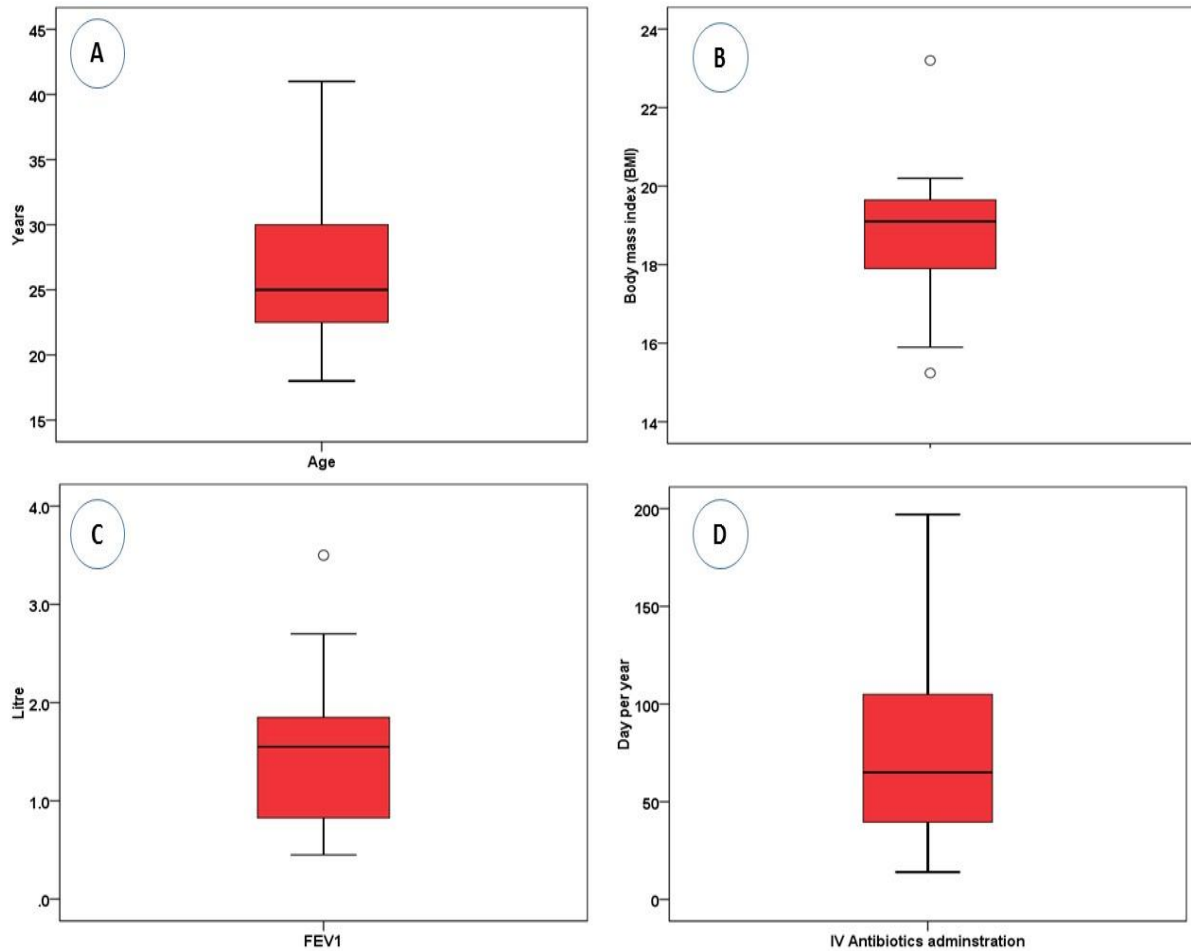 A
45
40
35
30
25
20
15
Years
Age
B
24
22
20
18
16
14
Body mass index (BMI)
C
4.0
3.0
2.0
1.0
.0
Litre
FEV1
D
200
150
100
50
0
Day per year
IV Antibiotics adminstration